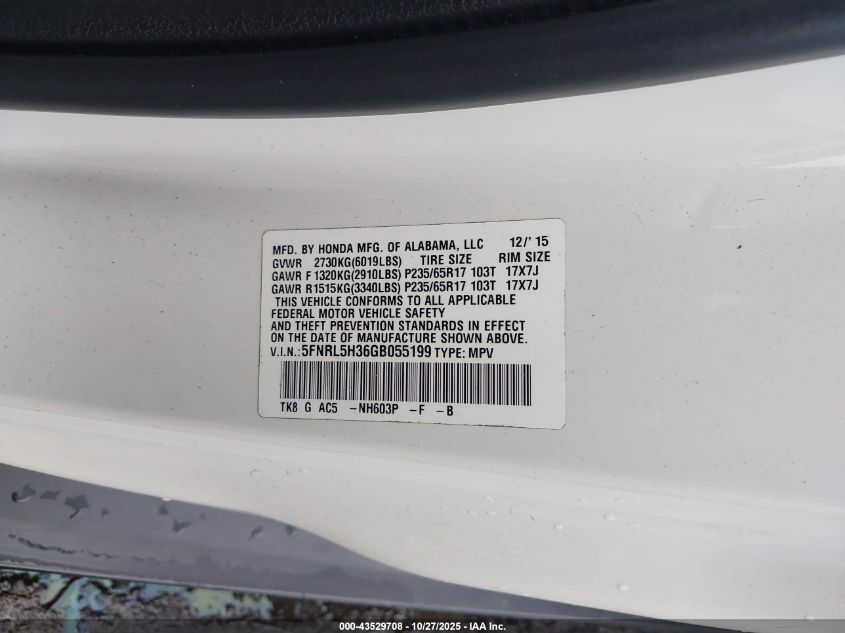 MFD. BY HONDA MFG. OF ALABAMA, LLC 12/' 15
GVWR 2730KG(6019LBS) TIRE SIZE RIM SIZE
GAWR F 1320KG(2910LBS) P235/65R17 103T 17X7J
GAWR R1515KG(3340LBS) P235/65R17 103T 17X7J
THIS VEHICLE CONFORMS TO ALL APPLICABLE
FEDERAL MOTOR VEHICLE SAFETY
AND THEFT PREVENTION STANDARDS IN EFFECT
ON THE DATE OF MANUFACTURE SHOWN ABOVE.
V.I.N.:5FNRL5H36GB055199 TYPE: MPV
TK8 G AC5 -NH603P -F -B
000-43529708 - 10/27/2025 - IAA Inc.